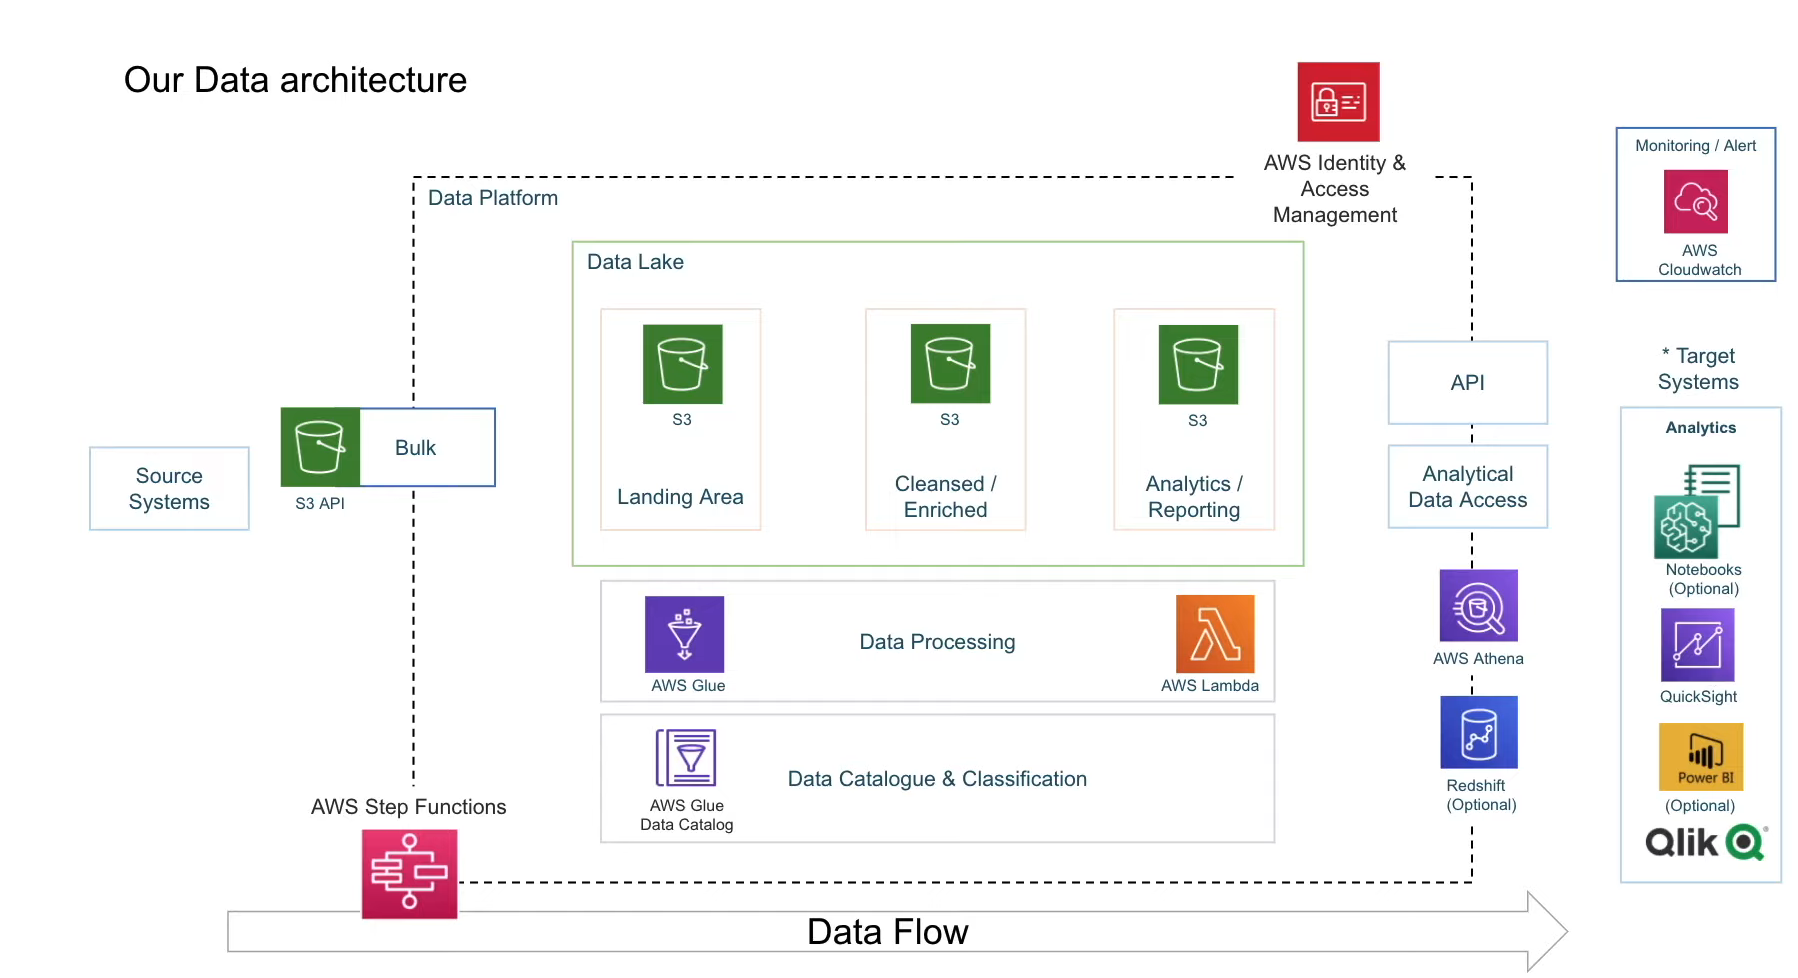 Our Data architecture
AWS Identity &
Access
Management
Monitoring / Alert
AWS
Cloudwatch
Data Platform
Data Lake
S3
Landing Area
S3
Cleansed /
Enriched
S3
Analytics /
Reporting
Source
Systems
S3 API
Bulk
API
Analytical
Data Access
* Target
Systems
Analytics
Notebooks
(Optional)
QuickSight
Power BI
(Optional)
Qlik
AWS Glue
Data Processing
AWS Lambda
AWS Athena
Redshift
(Optional)
AWS Glue
Data Catalog
Data Catalogue & Classification
AWS Step Functions
Data Flow